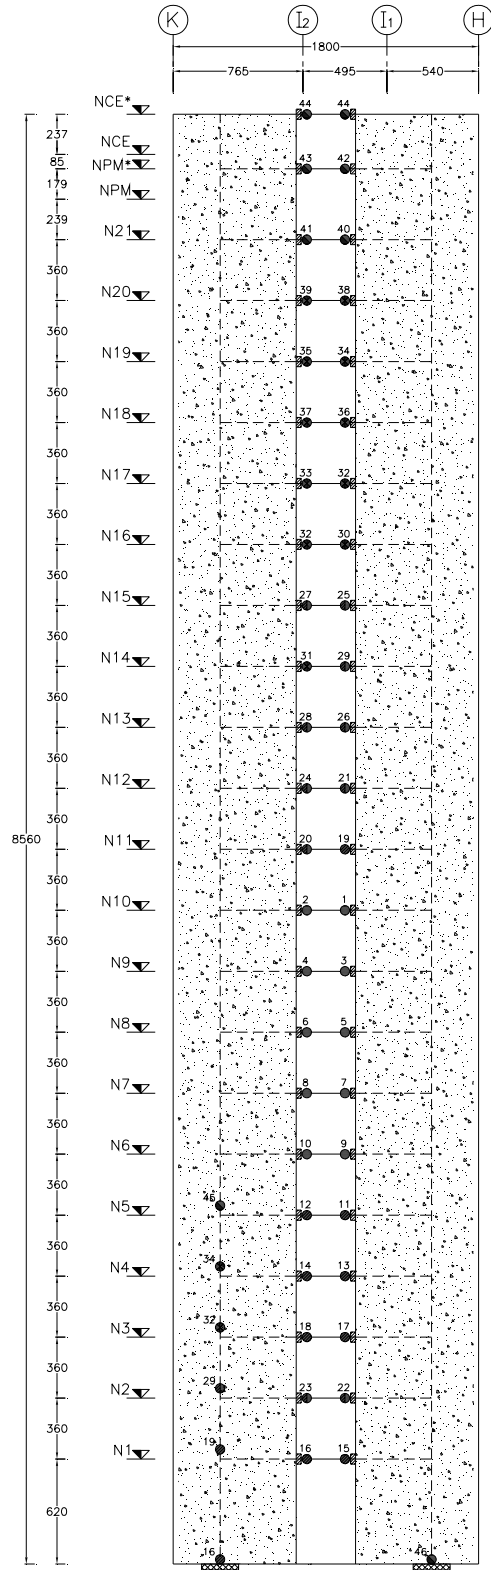 K I2 I1 H
1800
765 495 540
NCE* 44 44
237
NCE
85
NPM* 43 42
179
NPM
239
N21 41 40
360
N20 39 38
360
N19 35 34
360
N18 37 36
360
N17 33 32
360
N16 32 30
360
N15 27 25
360
N14 31 29
360
N13 28 26
360
N12 24 21
360
8560
N11 20 19
360
N10 2 1
360
N9 4 3
360
N8 6 5
360
N7 8 7
360
N6 10 9
360
45
N5 12 11
360
34
N4 14 13
360
32
N3 18 17
360
29
N2 23 22
360
19
N1 16 15
620
16 46